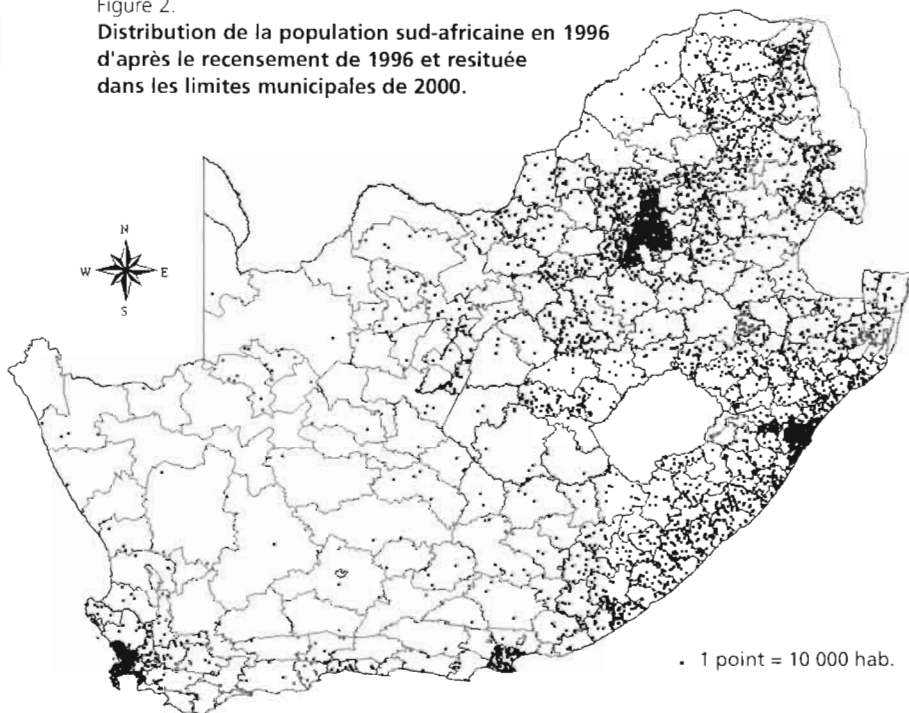 Figure 2.
Distribution de la population sud-africaine en 1996
d'après le recensement de 1996 et resituée
dans les limites municipales de 2000.
N
W E
S
1 point = 10 000 hab.